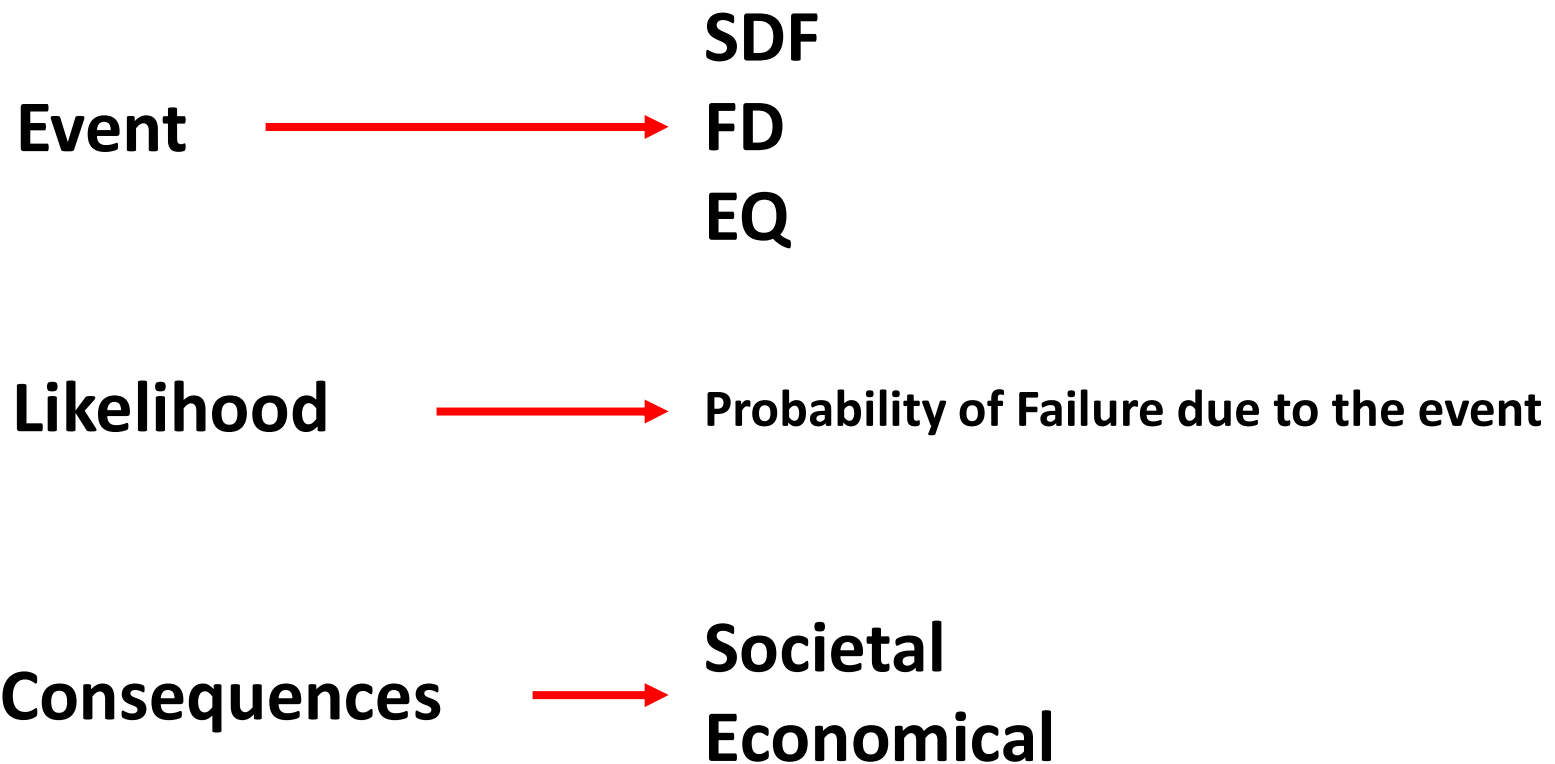 SDF
Event
FD
EQ
Likelihood
Probability of Failure due to the event
Societal
Consequences
Economical